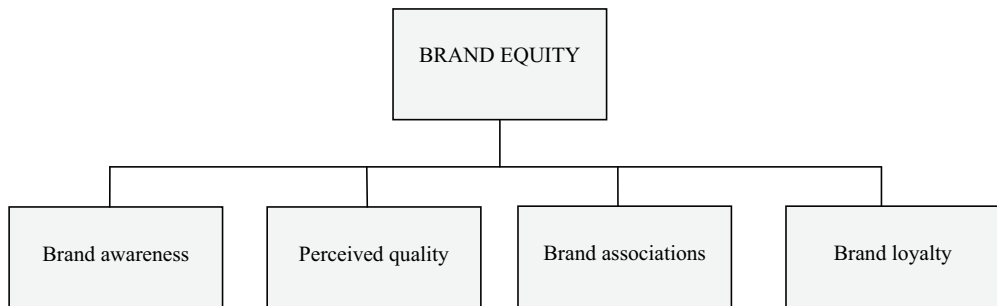 BRAND EQUITY
Brand awareness
Perceived quality
Brand associations
Brand loyalty